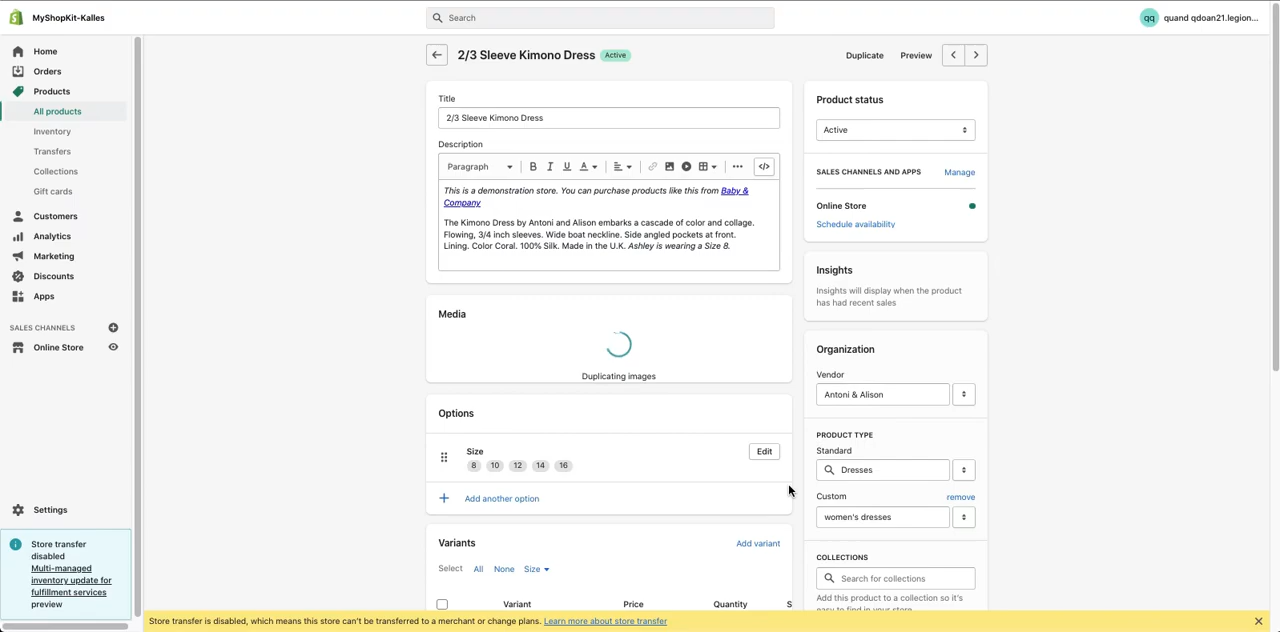 MyShopKit-Kalles
Search
qq quand qdoan21.legion...
Home
Orders
Products
All products
Inventory
Transfers
Collections
Gift cards
Customers
Analytics
Marketing
Discounts
Apps
SALES CHANNELS
Online Store
Settings
Store transfer
disabled
Multi-managed
inventory update for
fulfillment services
preview
2/3 Sleeve Kimono Dress Active
Duplicate Preview
Title
2/3 Sleeve Kimono Dress
Description
Paragraph B I U A </>
This is a demonstration store. You can purchase products like this from Baby &
Company
The Kimono Dress by Antoni and Alison embarks a cascade of color and collage.
Flowing, 3/4 inch sleeves. Wide boat neckline. Side angled pockets at front.
Lining. Color Coral. 100% Silk. Made in the U.K. Ashley is wearing a Size 8.
Media
Duplicating images
Options
Size Edit
8 10 12 14 16
Add another option
Variants Add variant
Select All None Size
Variant Price Quantity S
Product status
Active
SALES CHANNELS AND APPS Manage
Online Store
Schedule availability
Insights
Insights will display when the product
has had recent sales
Organization
Vendor
Antoni & Alison
PRODUCT TYPE
Standard
Dresses
Custom remove
women's dresses
COLLECTIONS
Search for collections
Add this product to a collection so it's
easy to find in your store.
Store transfer is disabled, which means this store can't be transferred to a merchant or change plans. Learn more about store transfer